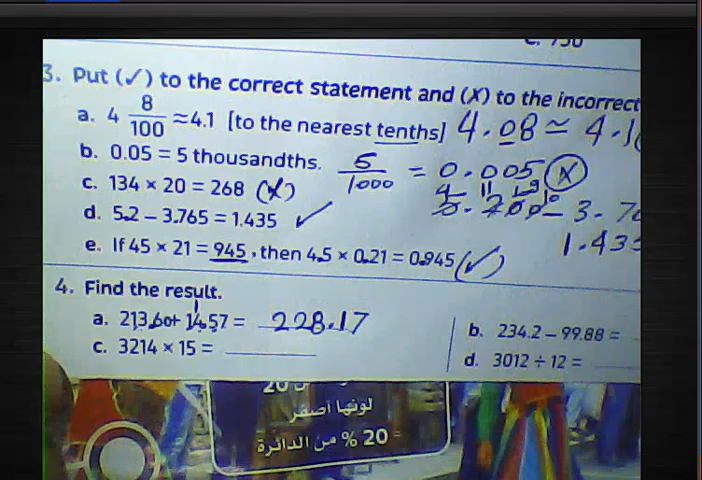 3. Put (✓) to the correct statement and (X) to the incorrect
a. 4 8/100 ≈ 4.1 [to the nearest tenths] 4.08 ≃ 4.1
b. 0.05 = 5 thousandths. 5/1000 = 0.005 (X)
c. 134 × 20 = 268 (X)
d. 5.2 – 3.765 = 1.435 ✓
1.43
e. If 45 × 21 = 945, then 4.5 × 0.21 = 0.945 (✓)
4. Find the result.
a. 213.60 + 14.57 = 228.17
b. 234.2 – 99.88 =
c. 3214 × 15 =
d. 3012 ÷ 12 =
لونها أصفر
= 20 % من الدائرة